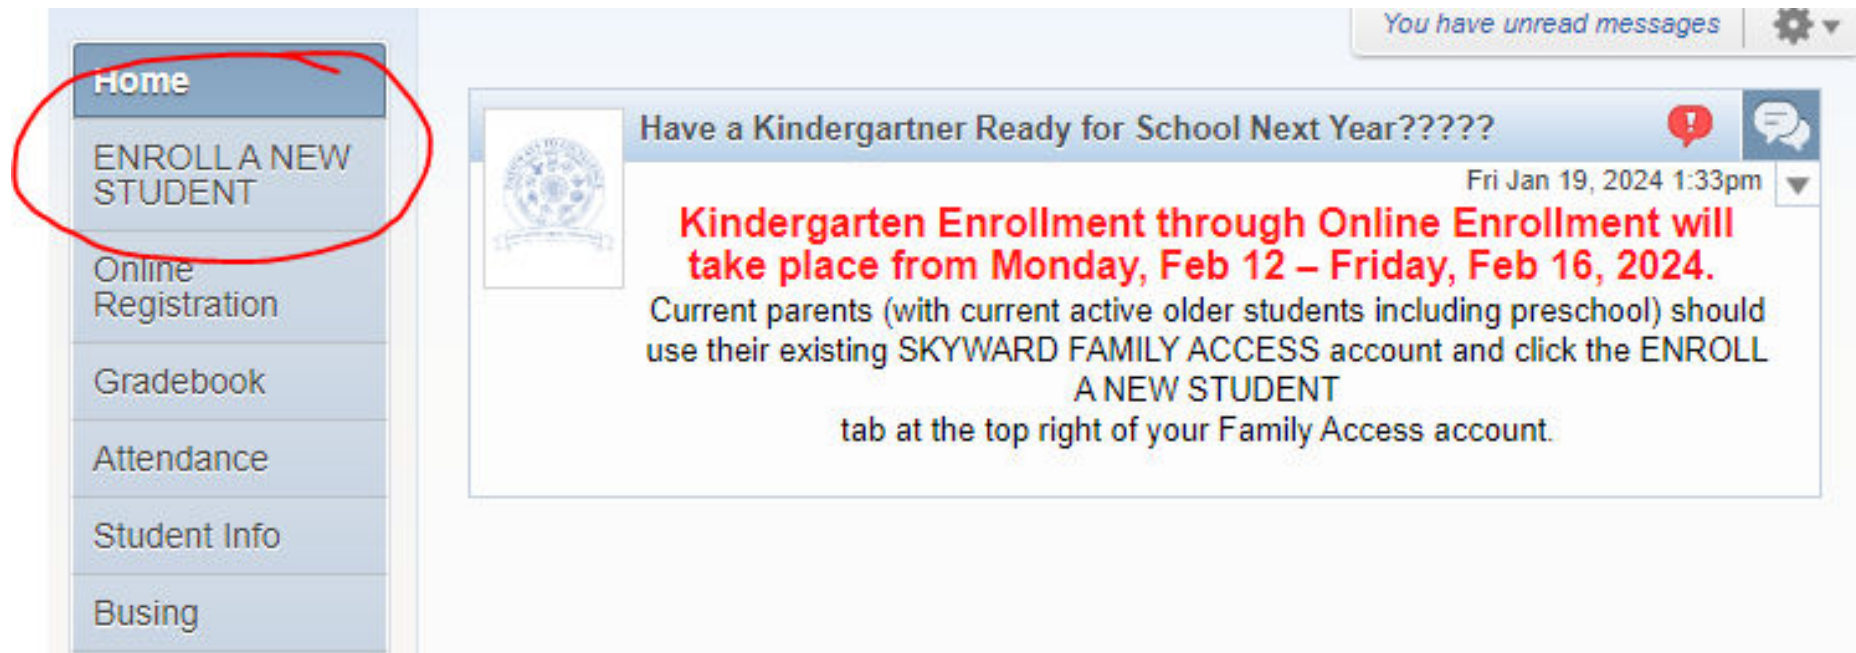 You have unread messages
Home
ENROLL A NEW
STUDENT
Online
Registration
Gradebook
Attendance
Student Info
Busing
Have a Kindergartner Ready for School Next Year?????
Fri Jan 19, 2024 1:33pm
Kindergarten Enrollment through Online Enrollment will
take place from Monday, Feb 12 – Friday, Feb 16, 2024.
Current parents (with current active older students including preschool) should
use their existing SKYWARD FAMILY ACCESS account and click the ENROLL
A NEW STUDENT
tab at the top right of your Family Access account.